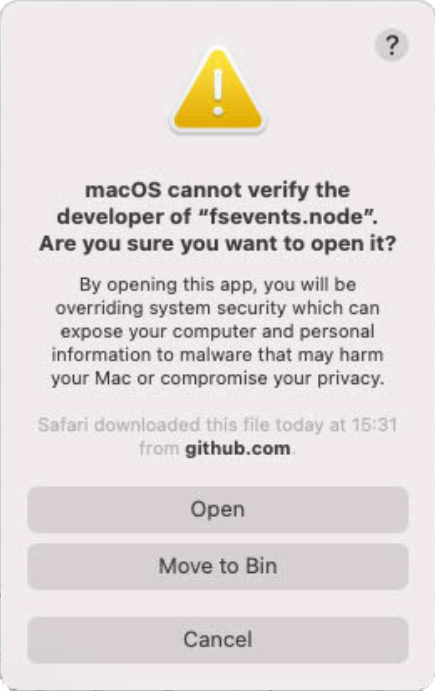 ?
macOS cannot verify the
developer of “fsevents.node”.
Are you sure you want to open it?
By opening this app, you will be
overriding system security which can
expose your computer and personal
information to malware that may harm
your Mac or compromise your privacy.
Safari downloaded this file today at 15:31
from github.com.
Open
Move to Bin
Cancel